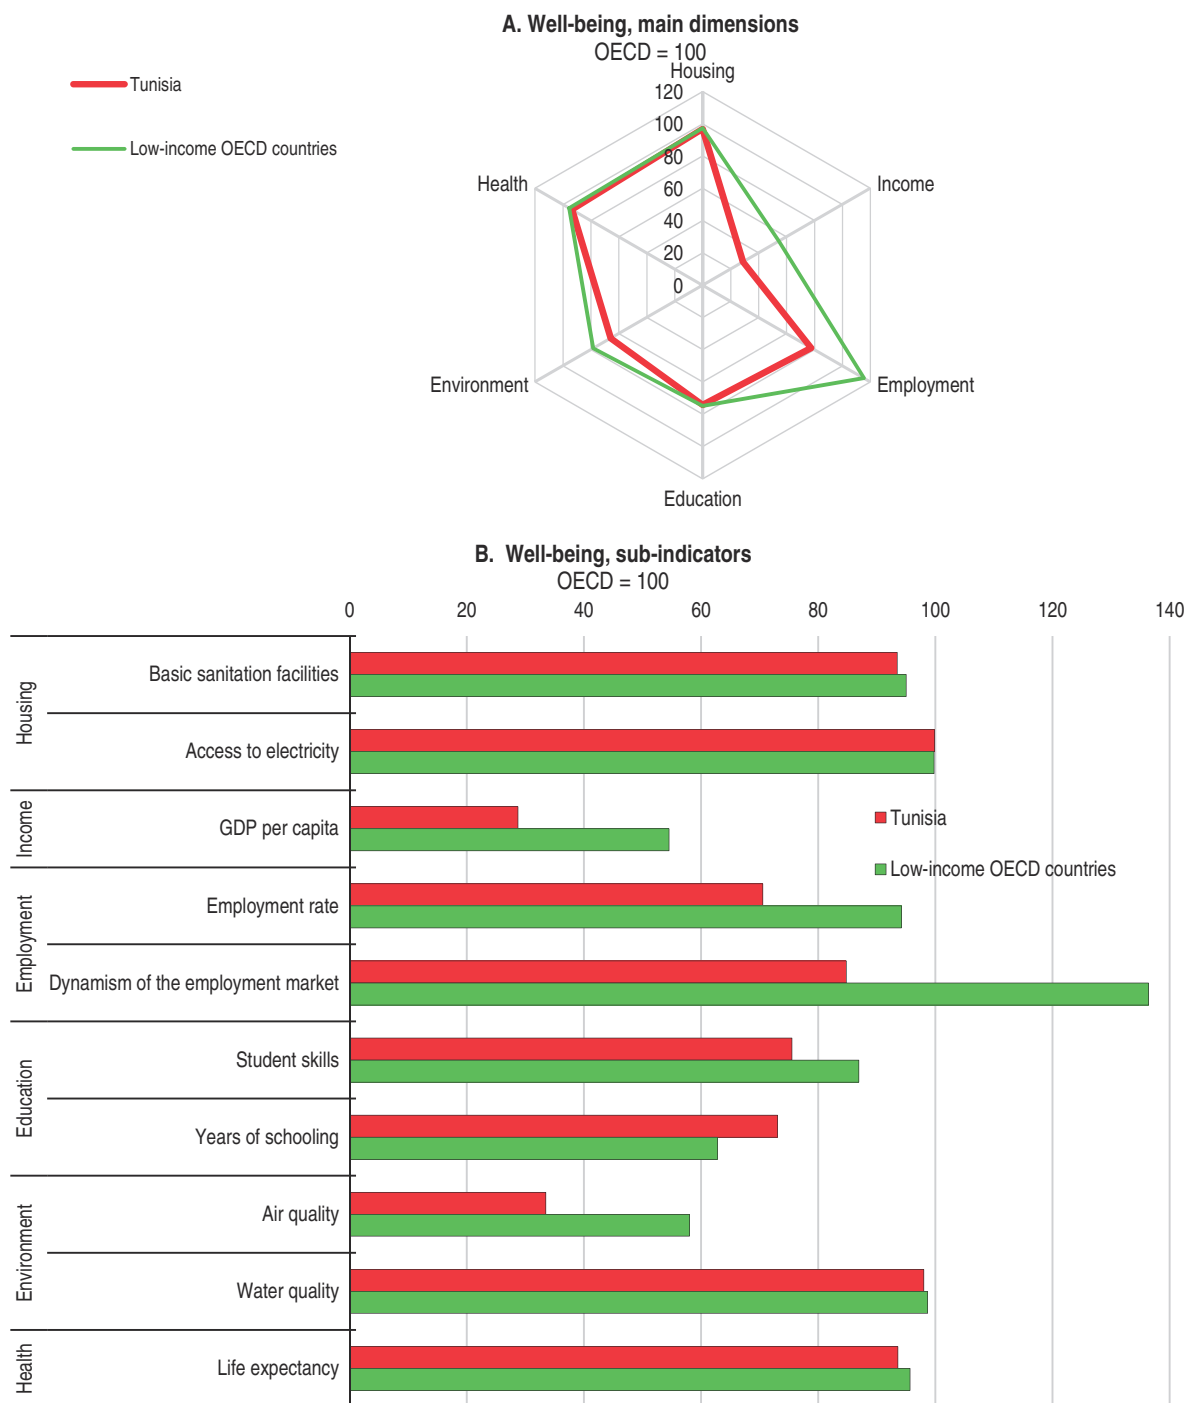 A. Well-being, main dimensions
OECD = 100
Tunisia
Low-income OECD countries
Housing
120
100
80
60
40
20
0
Health
Income
Environment
Employment
Education
B. Well-being, sub-indicators
OECD = 100
0 20 40 60 80 100 120 140
Housing
Basic sanitation facilities
Access to electricity
Income
GDP per capita
Tunisia
Low-income OECD countries
Employment
Employment rate
Dynamism of the employment market
Education
Student skills
Years of schooling
Environment
Air quality
Water quality
Health
Life expectancy